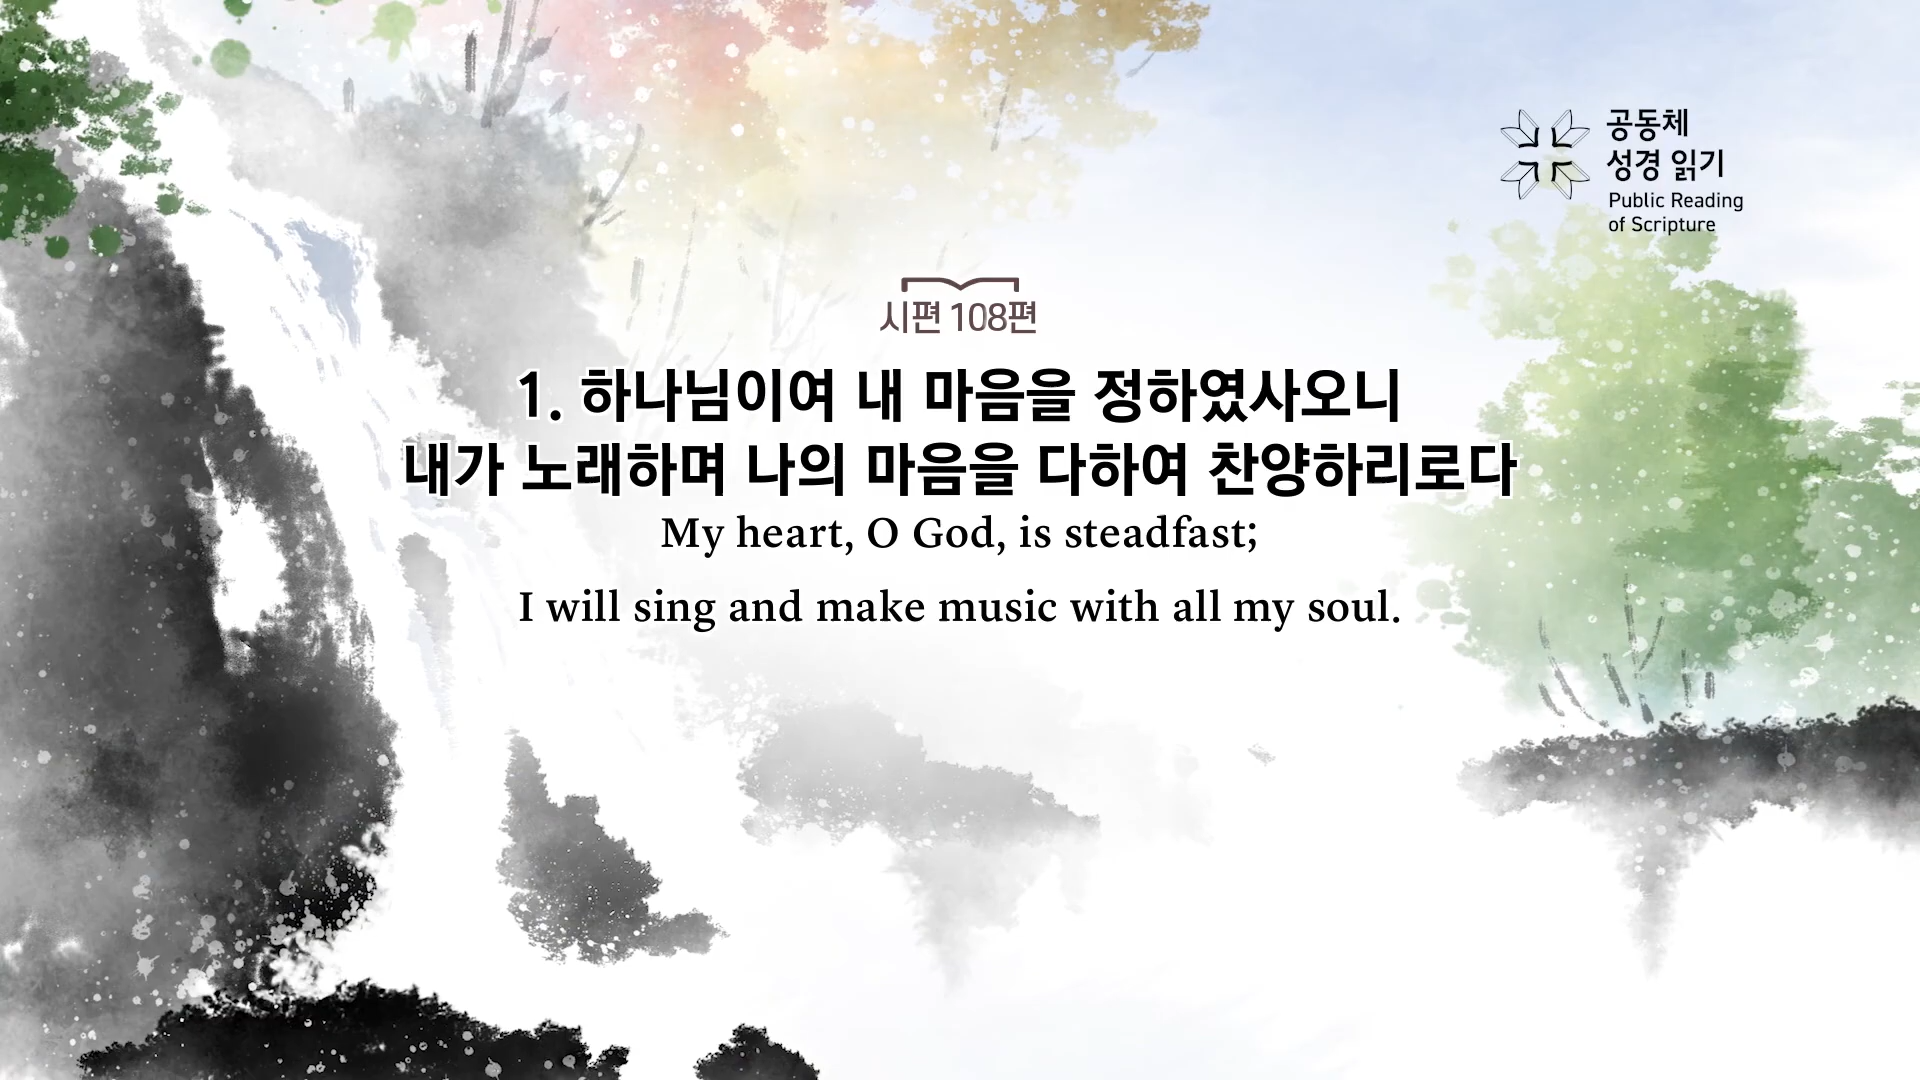 공동체
성경 읽기
Public Reading
of Scripture
시편 108편
1. 하나님이여 내 마음을 정하였사오니
내가 노래하며 나의 마음을 다하여 찬양하리로다
My heart, O God, is steadfast;
I will sing and make music with all my soul.